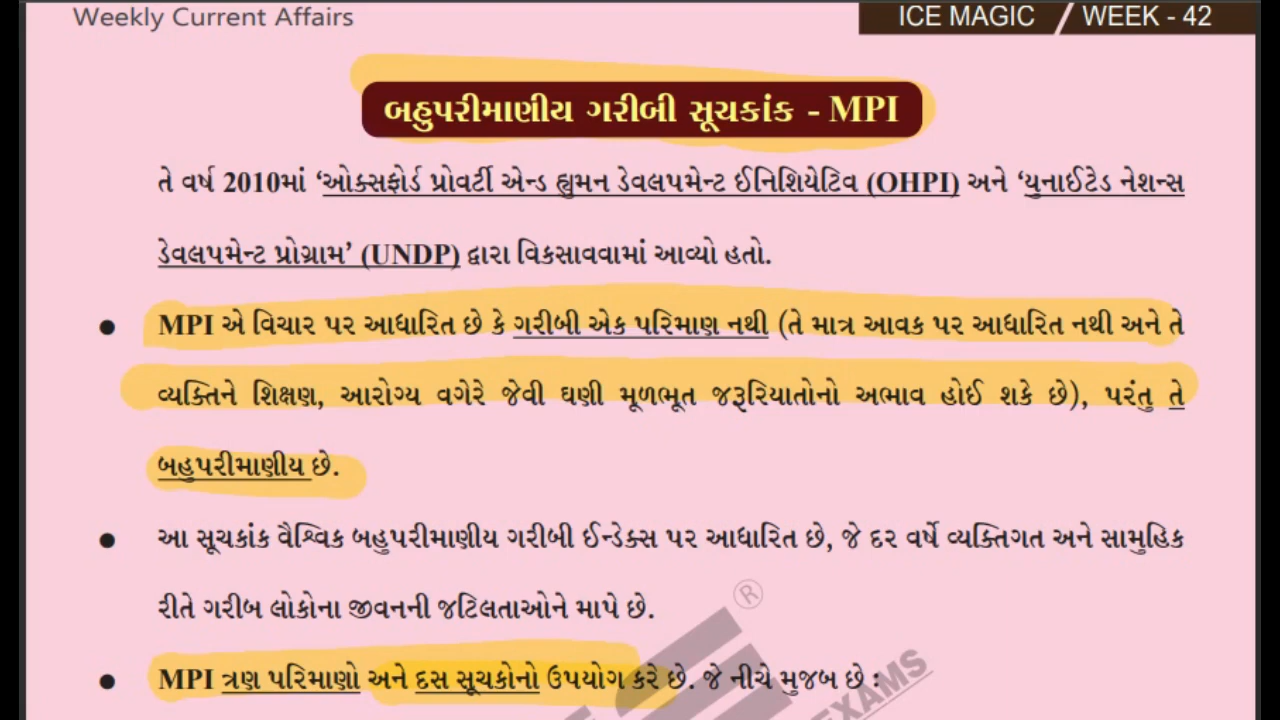 Weekly Current Affairs
ICE MAGIC / WEEK - 42
બહુપરીમાણીય ગરીબી સૂચકાંક - MPI
તે વર્ષ 2010માં ‘ઓક્સફોર્ડ પ્રોવર્ટી એન્ડ હ્યુમન ડેવલપમેન્ટ ઈનિશિયેટિવ (OHPI) અને ‘યુનાઈટેડ નેશન્સ
ડેવલપમેન્ટ પ્રોગ્રામ’ (UNDP) દ્વારા વિકસાવવામાં આવ્યો હતો.
● MPI એ વિચાર પર આધારિત છે કે ગરીબી એક પરિમાણ નથી (તે માત્ર આવક પર આધારિત નથી અને તે
વ્યક્તિને શિક્ષણ, આરોગ્ય વગેરે જેવી ઘણી મૂળભૂત જરૂરિયાતોનો અભાવ હોઈ શકે છે), પરંતુ તે
બહુપરીમાણીય છે.
● આ સૂચકાંક વૈશ્વિક બહુપરીમાણીય ગરીબી ઈન્ડેક્સ પર આધારિત છે, જે દર વર્ષે વ્યક્તિગત અને સામુહિક
રીતે ગરીબ લોકોના જીવનની જટિલતાઓને માપે છે.
®
● MPI ત્રણ પરિમાણો અને દસ સૂચકોનો ઉપયોગ કરે છે. જે નીચે મુજબ છે :
EXAMS